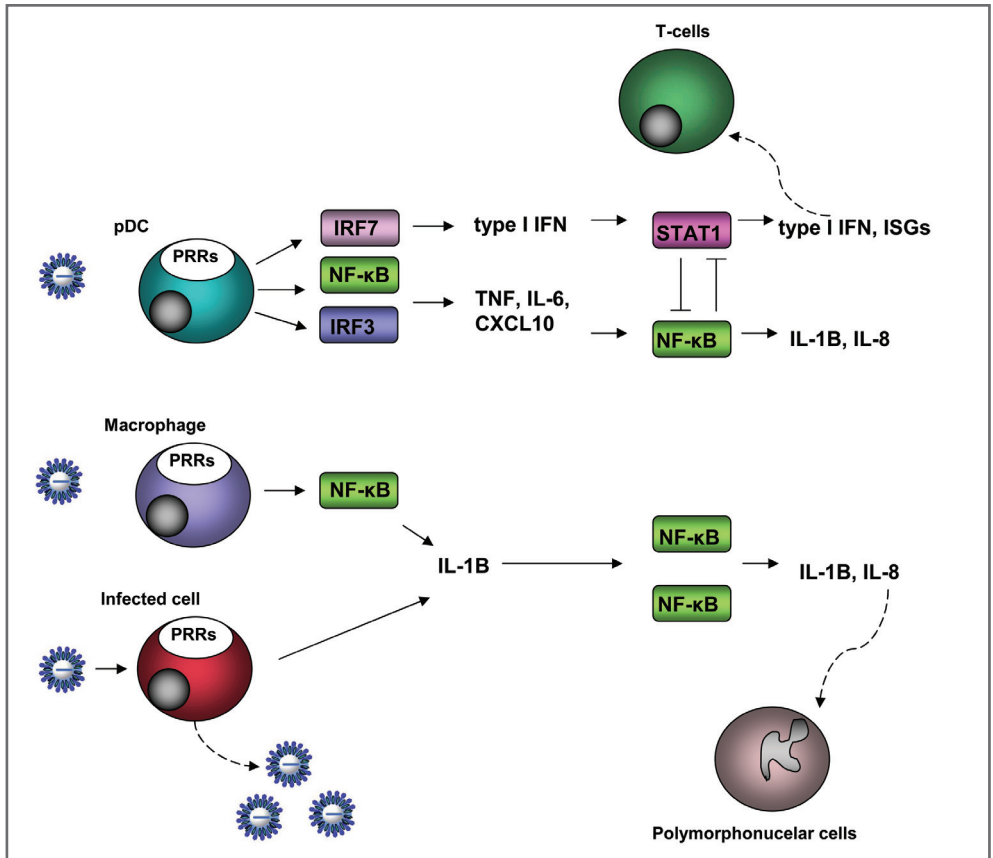 T-cells
pDC
PRRs
IRF7
type I IFN
STAT1
type I IFN, ISGs
NF-κB
TNF, IL-6,
CXCL10
IRF3
NF-κB
IL-1B, IL-8
Macrophage
PRRs
NF-κB
NF-κB
IL-1B
IL-1B, IL-8
NF-κB
Infected cell
PRRs
Polymorphonucelar cells